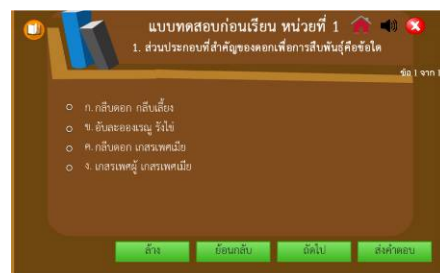 แบบทดสอบก่อนเรียน หน่วยที่ 1
1. ส่วนประกอบที่สำคัญของดอกเพื่อการสืบพันธุ์คือข้อใด
ข้อ 1 จาก 1
ก. กลีบดอก กลีบเลี้ยง
ข. อับละอองเรณู รังไข่
ค. กลีบดอก เกสรเพศเมีย
ง. เกสรเพศผู้ เกสรเพศเมีย
ล้าง
ย้อนกลับ
ถัดไป
ส่งคำตอบ